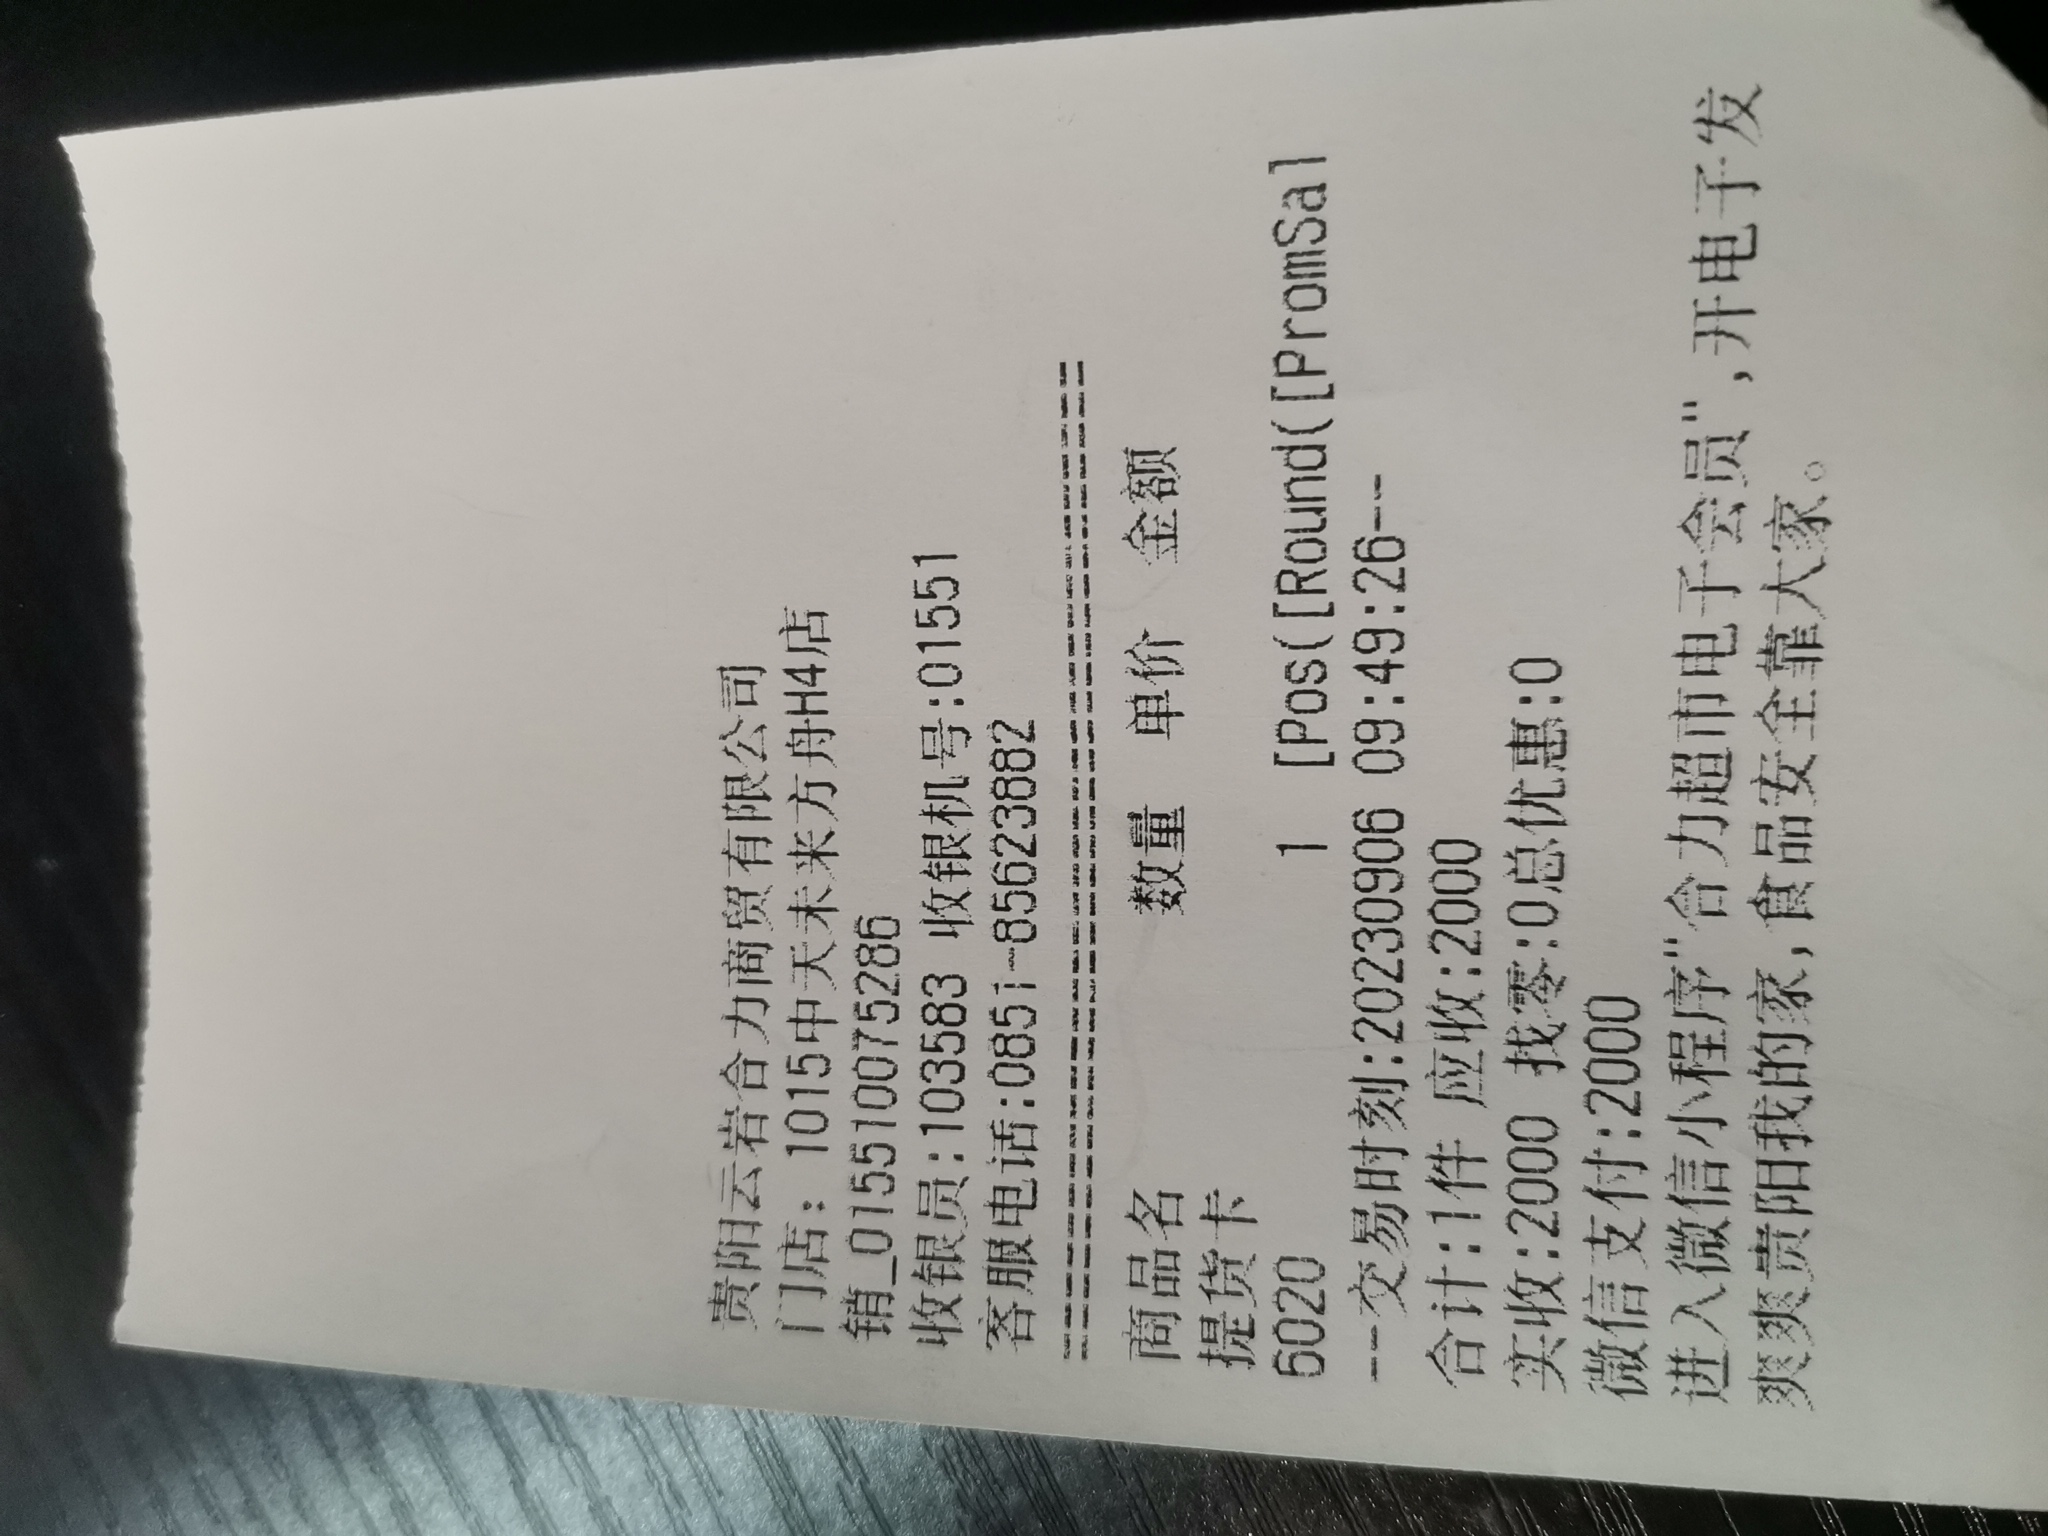 贵阳云岩合力商贸有限公司
门店: 1015中天未来方舟H4店
销_015510075286
收银员:103583 收银机号:01551
客服电话:0851-85623882
商品名 数量 单价 金额
提货卡
6020 1 [Pos([Round([PromSal
--交易时刻:20230906 09:49:26--
合计:1件 应收:2000
实收:2000 找零:0总优惠:0
微信支付:2000
进入微信小程序"合力超市电子会员",开电子发
爽爽贵阳我的家,食品安全靠大家。